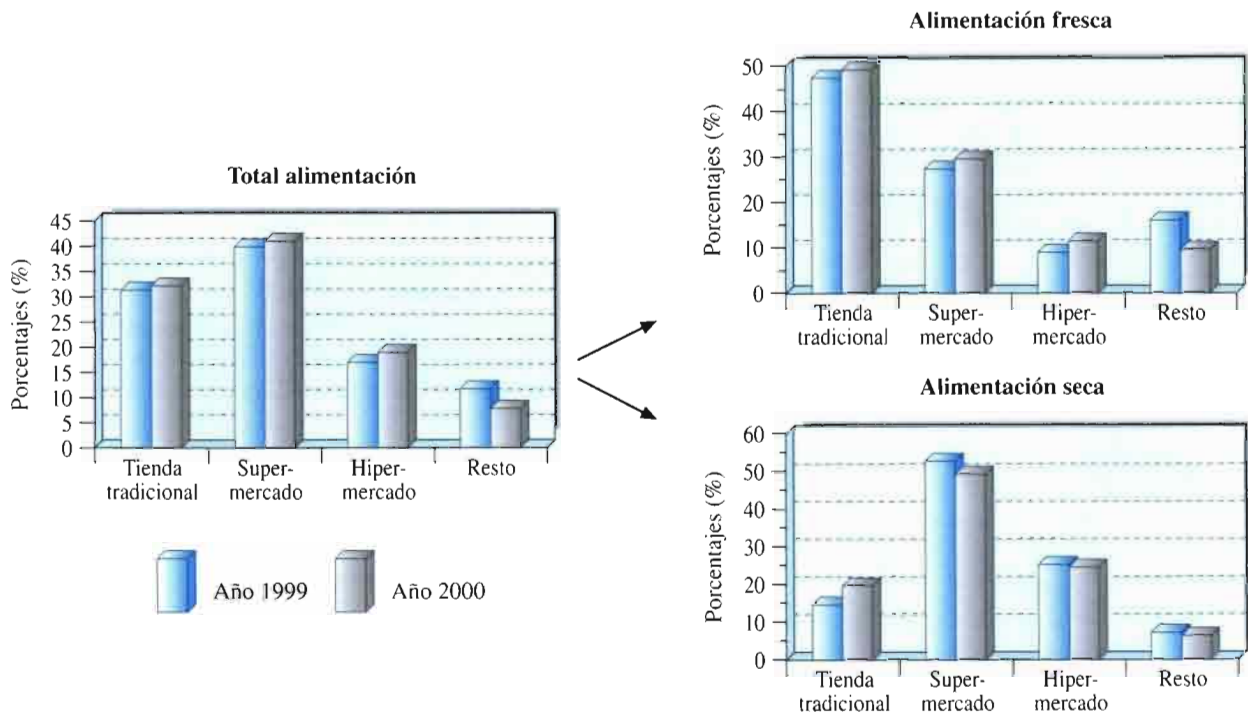 Total alimentación
Porcentajes (%)
45
40
35
30
25
20
15
10
5
0
Tienda
tradicional
Super-
mercado
Hiper-
mercado
Resto
Año 1999
Año 2000
Alimentación fresca
Porcentajes (%)
50
40
30
20
10
0
Tienda
tradicional
Super-
mercado
Hiper-
mercado
Resto
Alimentación seca
Porcentajes (%)
60
50
40
30
20
10
0
Tienda
tradicional
Super-
mercado
Hiper-
mercado
Resto